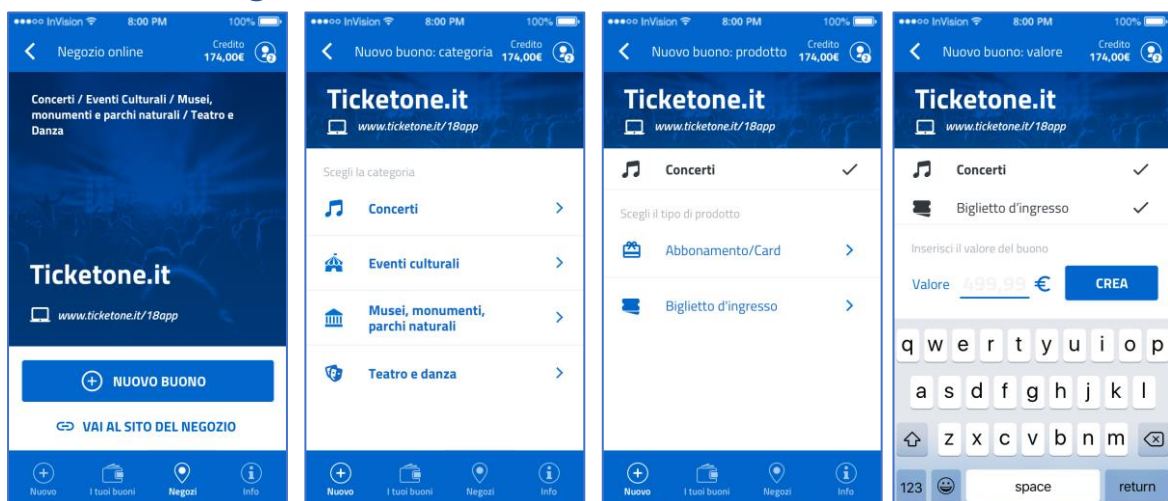 InVision 8:00 PM 100%
Negozio online
Credito
174,00€
2
Concerti / Eventi Culturali / Musei,
monumenti e parchi naturali / Teatro e
Danza
Ticketone.it
www.ticketone.it/18app
NUOVO BUONO
VAI AL SITO DEL NEGOZIO
Nuovo I tuoi buoni Negozi Info
InVision 8:00 PM 100%
Nuovo buono: categoria
Credito
174,00€
2
Ticketone.it
www.ticketone.it/18app
Scegli la categoria
Concerti
Eventi culturali
Musei, monumenti,
parchi naturali
Teatro e danza
Nuovo I tuoi buoni Negozi Info
InVision 8:00 PM 100%
Nuovo buono: prodotto
Credito
174,00€
2
Ticketone.it
www.ticketone.it/18app
Concerti
Scegli il tipo di prodotto
Abbonamento/Card
Biglietto d'ingresso
Nuovo I tuoi buoni Negozi Info
InVision 8:00 PM 100%
Nuovo buono: valore
Credito
174,00€
2
Ticketone.it
www.ticketone.it/18app
Concerti
Biglietto d'ingresso
Inserisci il valore del buono
Valore 499,99 € CREA
q w e r t y u i o p
a s d f g h j k l
z x c v b n m
123 space return